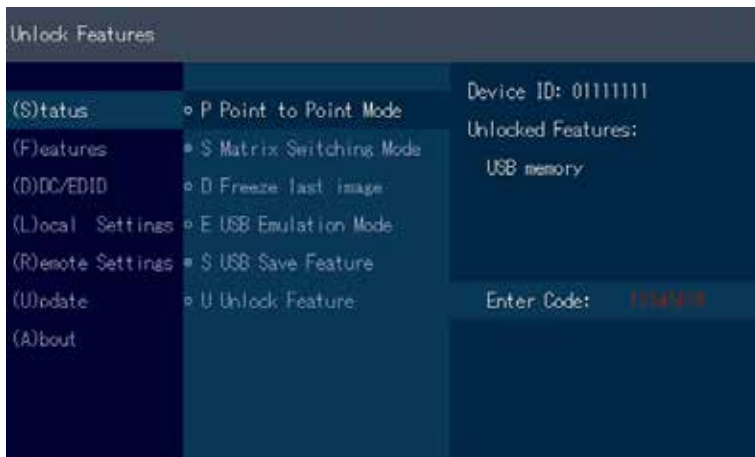 Unlock Features
(S)tatus
(F)eatures
(D)DC/EDID
(L)ocal Settings
(R)emote Settings
(U)pdate
(A)bout
P Point to Point Mode
S Matrix Switching Mode
D Freeze last image
E USB Emulation Mode
S USB Save Feature
U Unlock Feature
Device ID: 01111111
Unlocked Features:
USB memory
Enter Code: